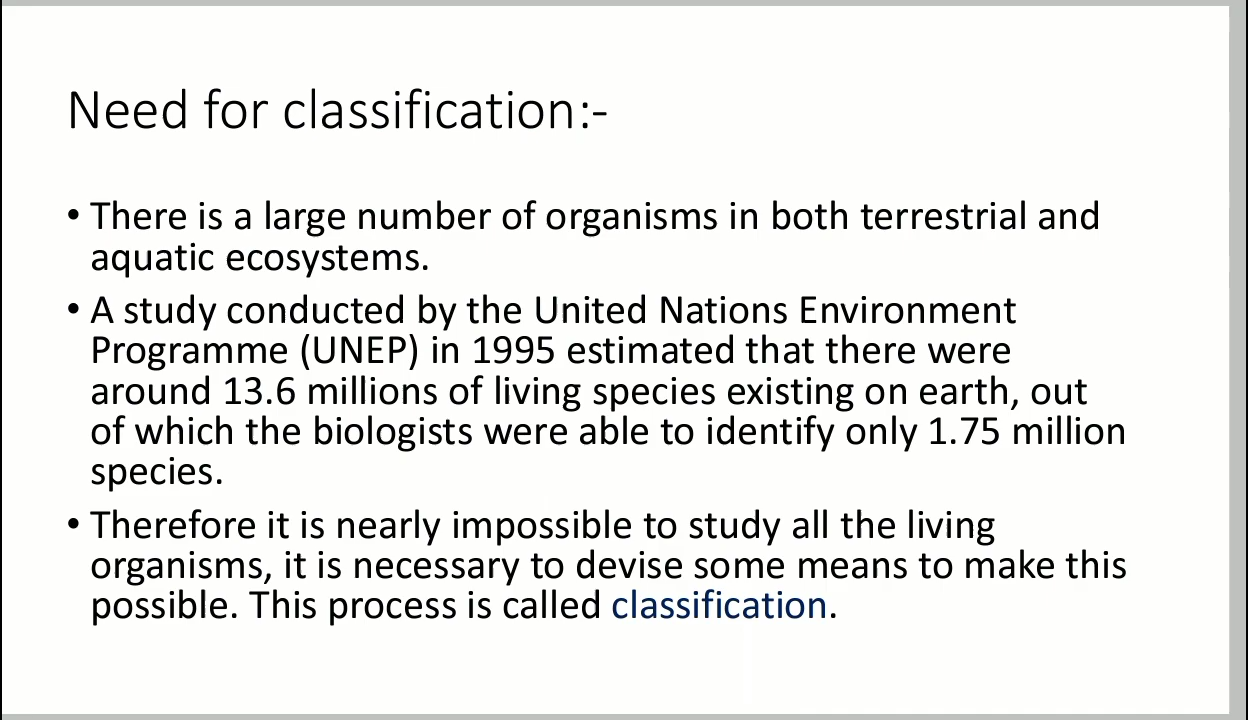 Need for classification:-
• There is a large number of organisms in both terrestrial and
aquatic ecosystems.
• A study conducted by the United Nations Environment
Programme (UNEP) in 1995 estimated that there were
around 13.6 millions of living species existing on earth, out
of which the biologists were able to identify only 1.75 million
species.
• Therefore it is nearly impossible to study all the living
organisms, it is necessary to devise some means to make this
possible. This process is called classification.